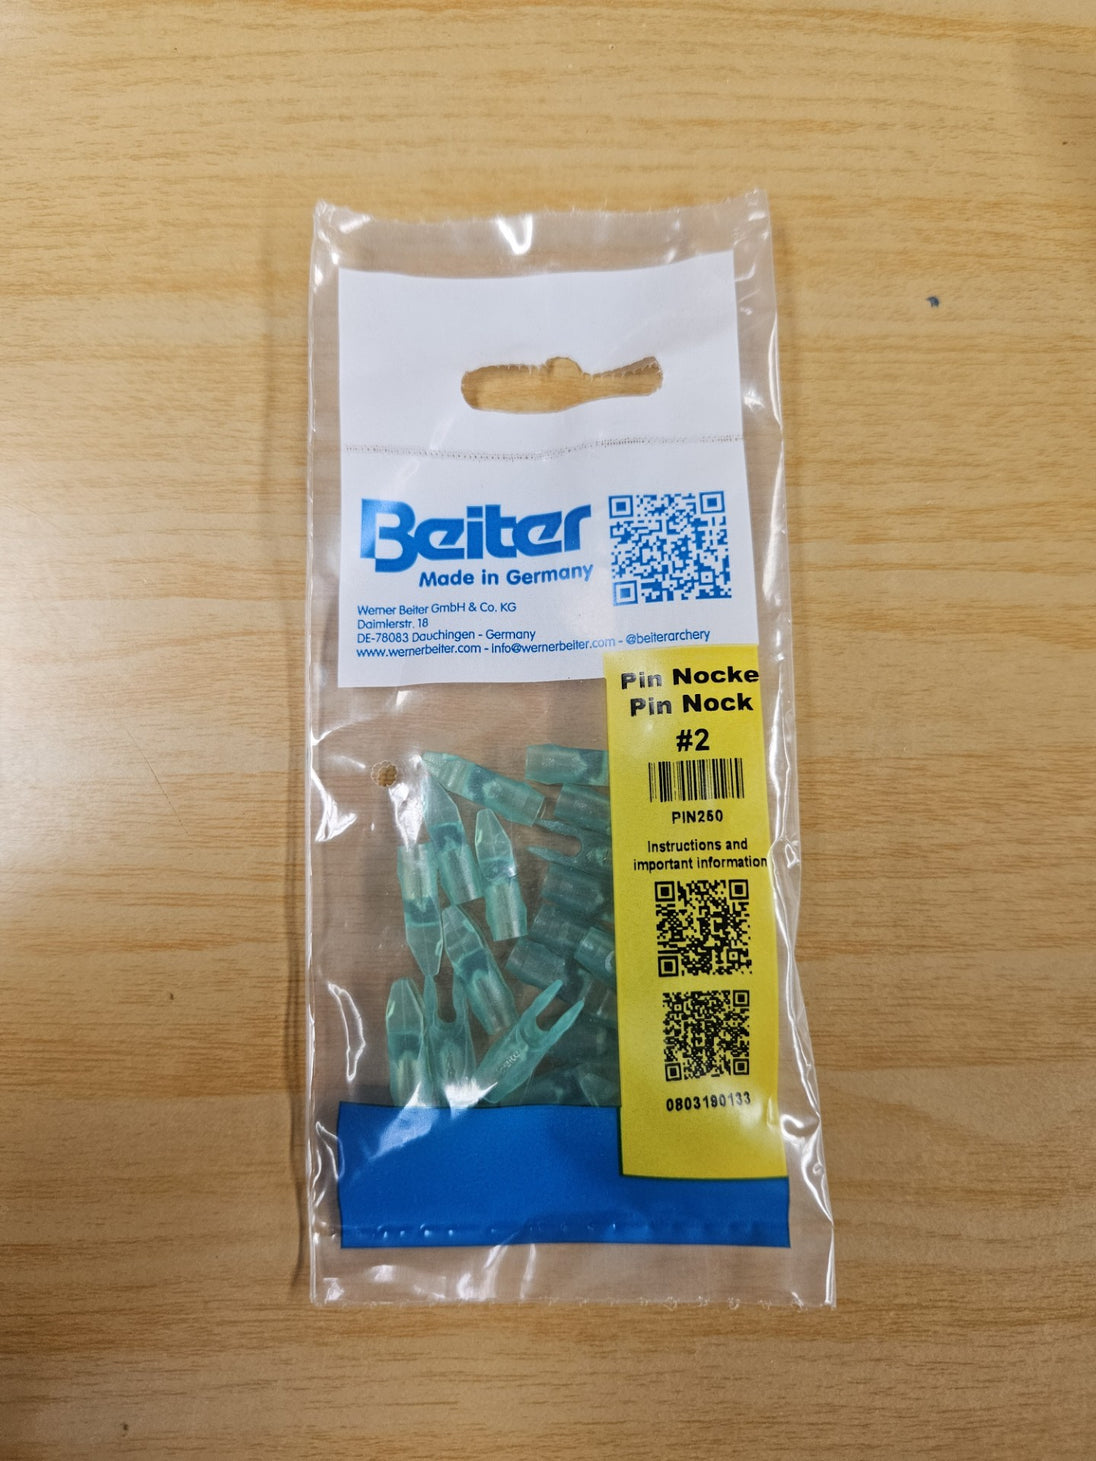 Beiter
Made in Germany
Werner Beiter GmbH & Co. KG
Daimlerstr. 18
DE-78083 Dauchingen - Germany
www.wernerbeiter.com - info@wernerbeiter.com - @beiterarchery
Pin Nocke
Pin Nock
#2
PIN260
Instructions and
important information
0803190133